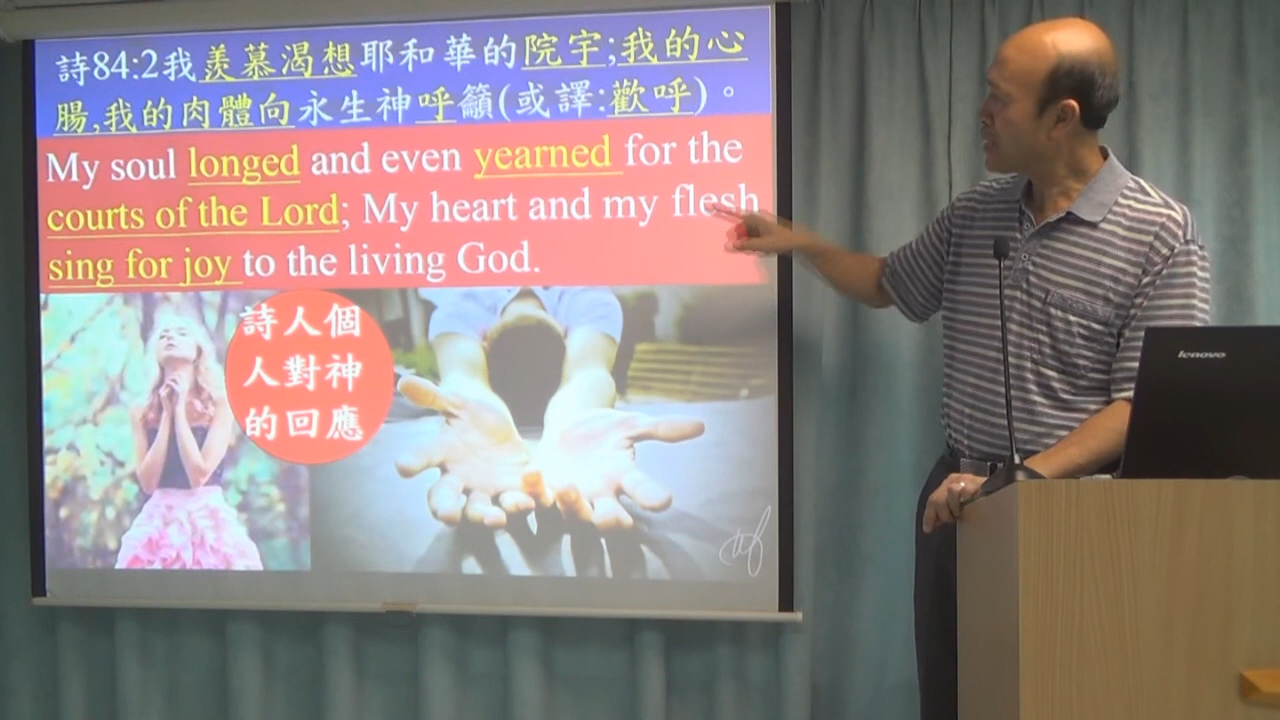 詩84:2我羨慕渴想耶和華的院宇;我的心
腸,我的肉體向永生神呼籲(或譯:歡呼)。
My soul longed and even yearned for the
courts of the Lord; My heart and my flesh
sing for joy to the living God.
詩人個
人對神
的回應
lenovo